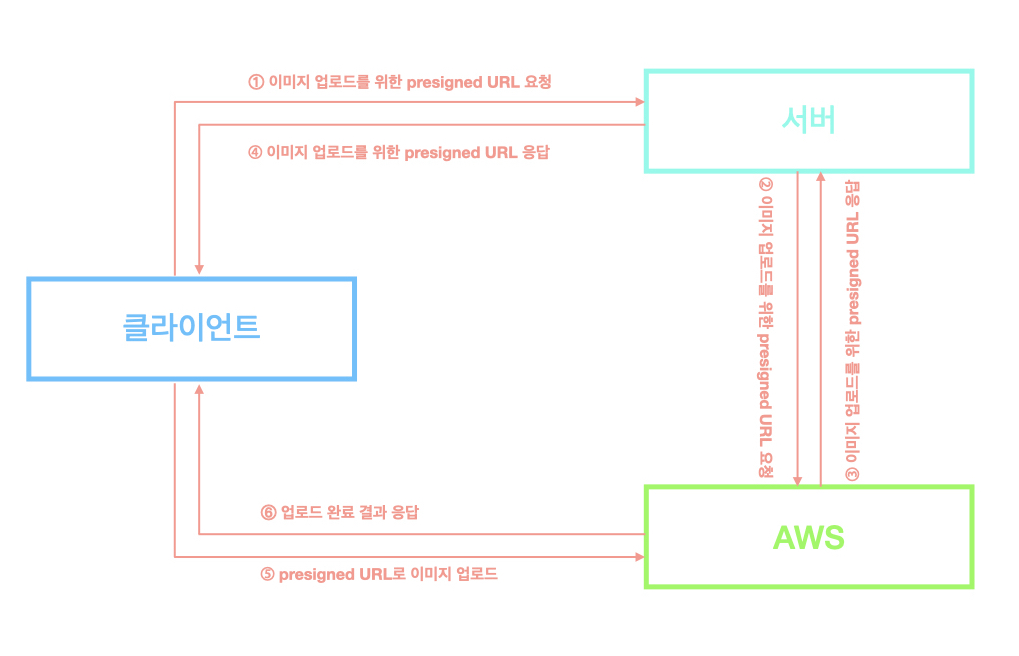 ① 이미지 업로드를 위한 presigned URL 요청
서버
④ 이미지 업로드를 위한 presigned URL 응답
② 이미지 업로드를 위한 presigned URL 요청
③ 이미지 업로드를 위한 presigned URL 응답
클라이언트
⑥ 업로드 완료 결과 응답
AWS
⑤ presigned URL로 이미지 업로드